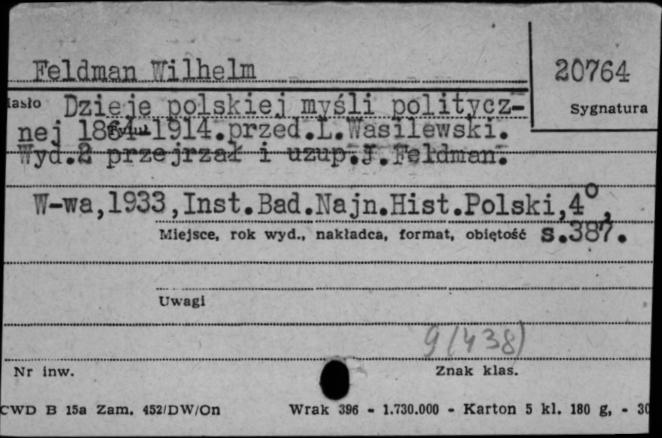 Feldman Wilhelm
20764
Sygnatura
Hasło Dzieje polskiej myśli politycz-
nej 1864-1914.przed.L.Wasilewski.
Wyd.2 przejrzał i uzup.J.Feldman.
W-wa,1933,Inst.Bad.Najn.Hist.Polski,4°,
Miejsce, rok wyd., nakładca, format, objętość s.387.
Uwagi
9(438)
Nr inw.
Znak klas.
CWD B 15a Zam. 452/DW/On Wrak 396 - 1.730.000 - Karton 5 kl. 180 g, - 30